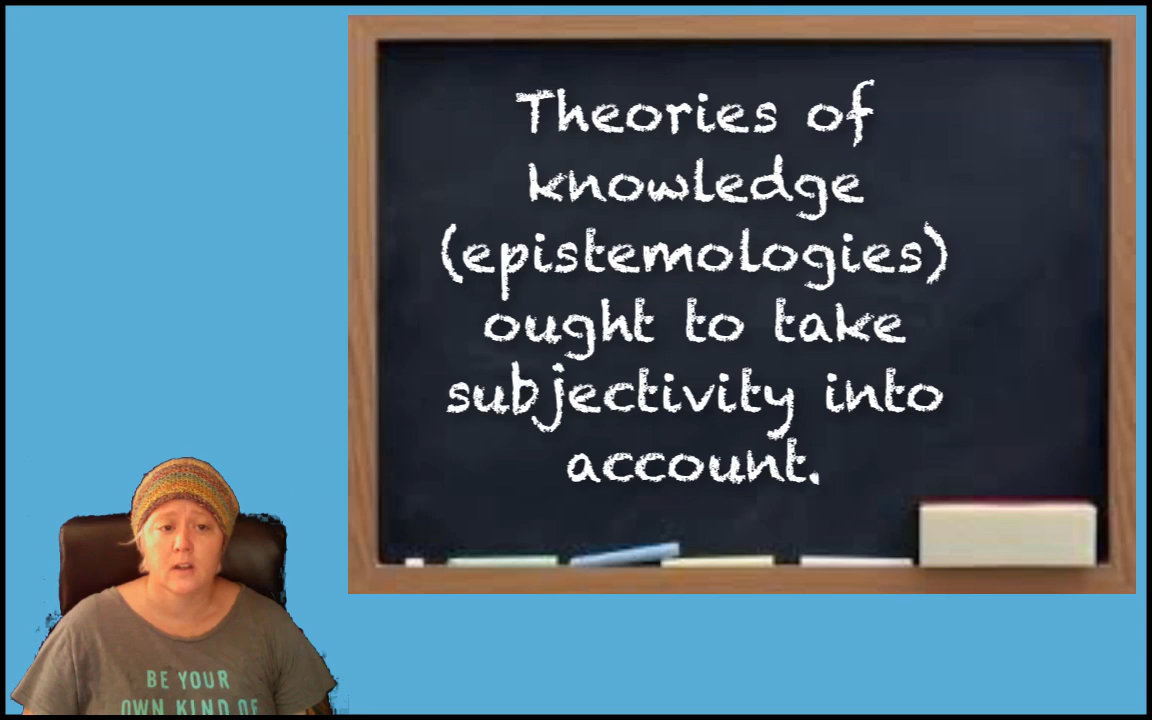 Theories of
knowledge
(epistemologies)
ought to take
subjectivity into
account.
BE YOUR
OWN KIND OF